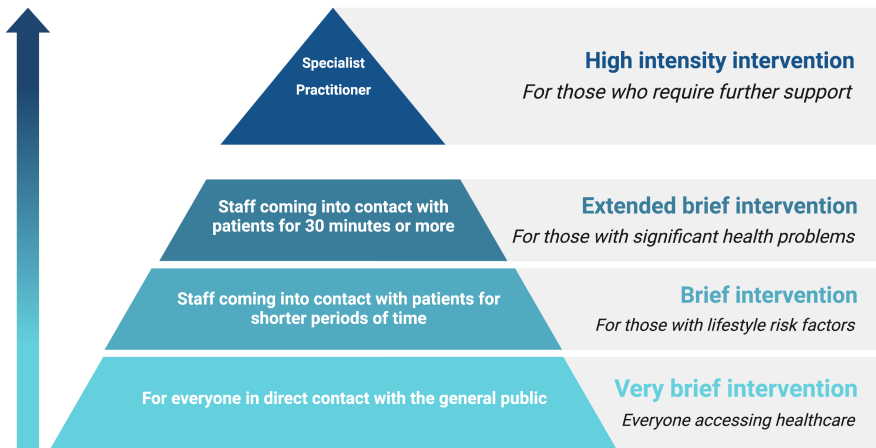 Specialist
Practitioner
High intensity intervention
For those who require further support
Staff coming into contact with
patients for 30 minutes or more
Extended brief intervention
For those with significant health problems
Staff coming into contact with patients for
shorter periods of time
Brief intervention
For those with lifestyle risk factors
For everyone in direct contact with the general public
Very brief intervention
Everyone accessing healthcare